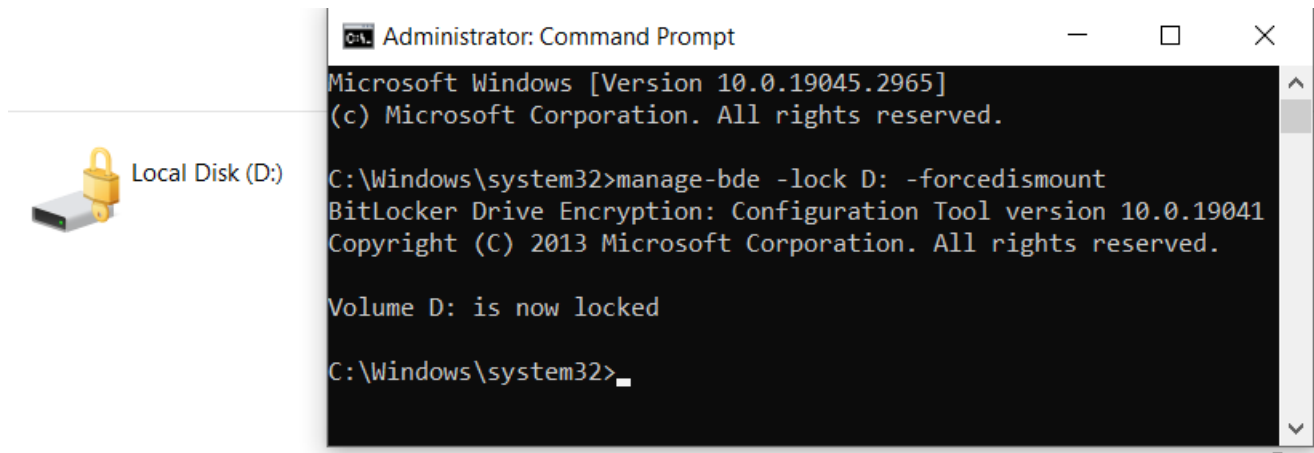 Administrator: Command Prompt
Microsoft Windows [Version 10.0.19045.2965]
(c) Microsoft Corporation. All rights reserved.
Local Disk (D:)
C:\Windows\system32>manage-bde -lock D: -forcedismount
BitLocker Drive Encryption: Configuration Tool version 10.0.19041
Copyright (C) 2013 Microsoft Corporation. All rights reserved.
Volume D: is now locked
C:\Windows\system32>